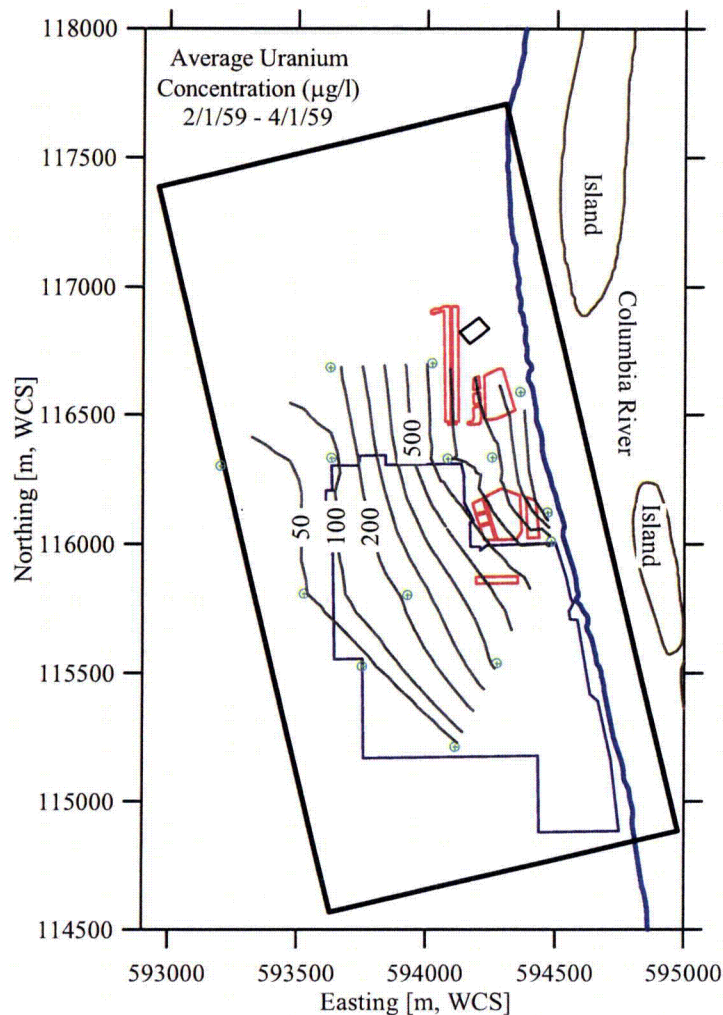 Average Uranium
Concentration (µg/l)
2/1/59 - 4/1/59
118000
117500
117000
116500
116000
115500
115000
114500
Northing [m, WCS]
Island
Columbia River
Island
500
50
100
200
593000
593500
594000
594500
595000
Easting [m, WCS]